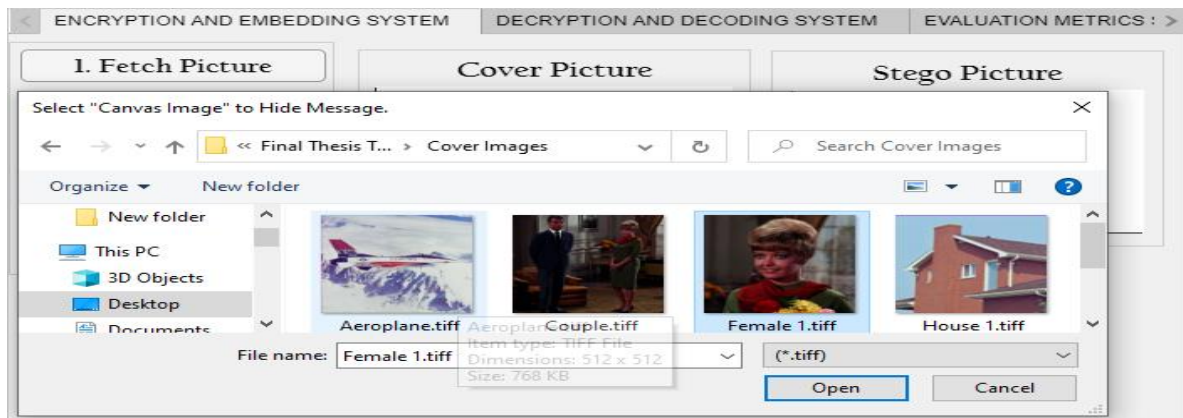 ENCRYPTION AND EMBEDDING SYSTEM
DECRYPTION AND DECODING SYSTEM
EVALUATION METRICS
1. Fetch Picture
Cover Picture
Stego Picture
Select "Canvas Image" to Hide Message.
« Final Thesis T... › Cover Images
Search Cover Images
Organize
New folder
New folder
This PC
3D Objects
Desktop
Documents
Aeroplane.tiff
Couple.tiff
Female 1.tiff
House 1.tiff
Item type: TIFF File
Dimensions: 512 x 512
Size: 768 KB
File name:
Female 1.tiff
(*.tiff)
Open
Cancel